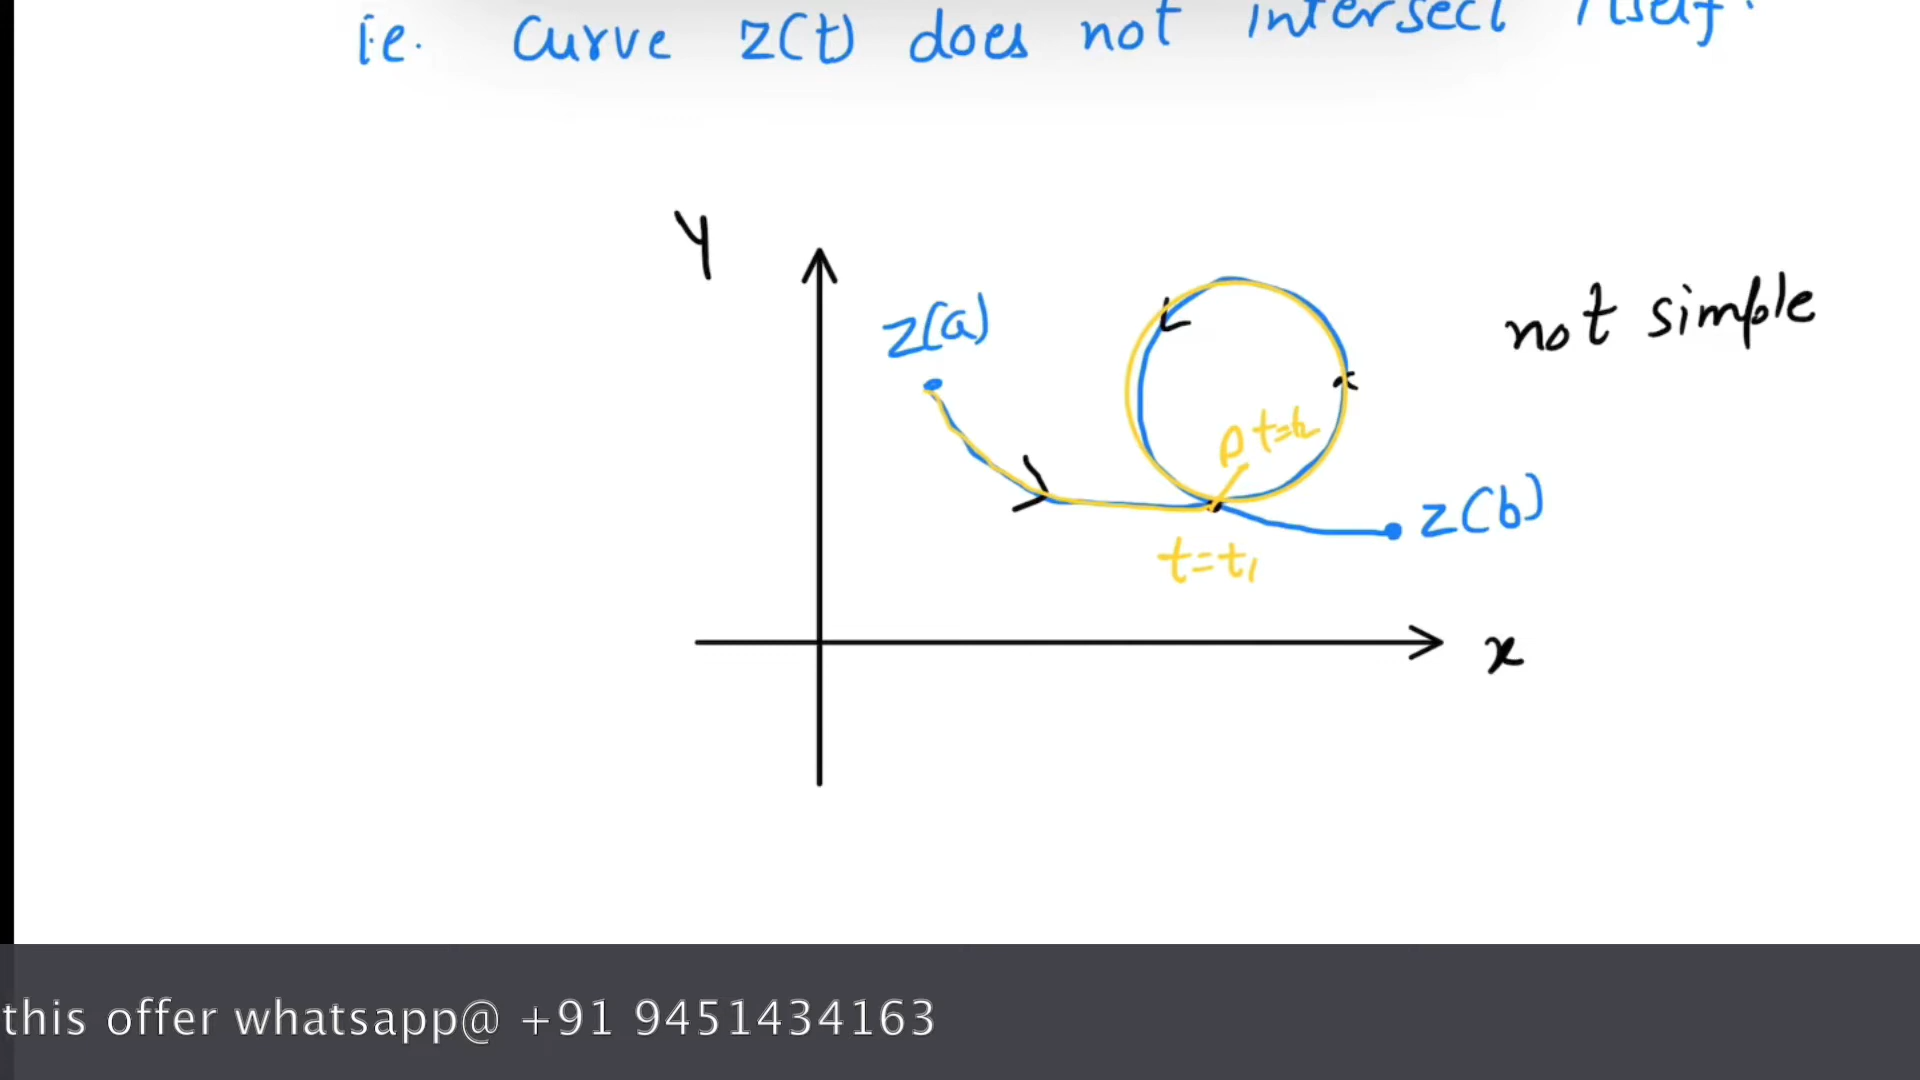 i.e. Curve z(t) does not intersect itself.
Y
z(a)
not simple
P t=t2
z(b)
t=t1
x
this offer whatsapp@ +91 9451434163